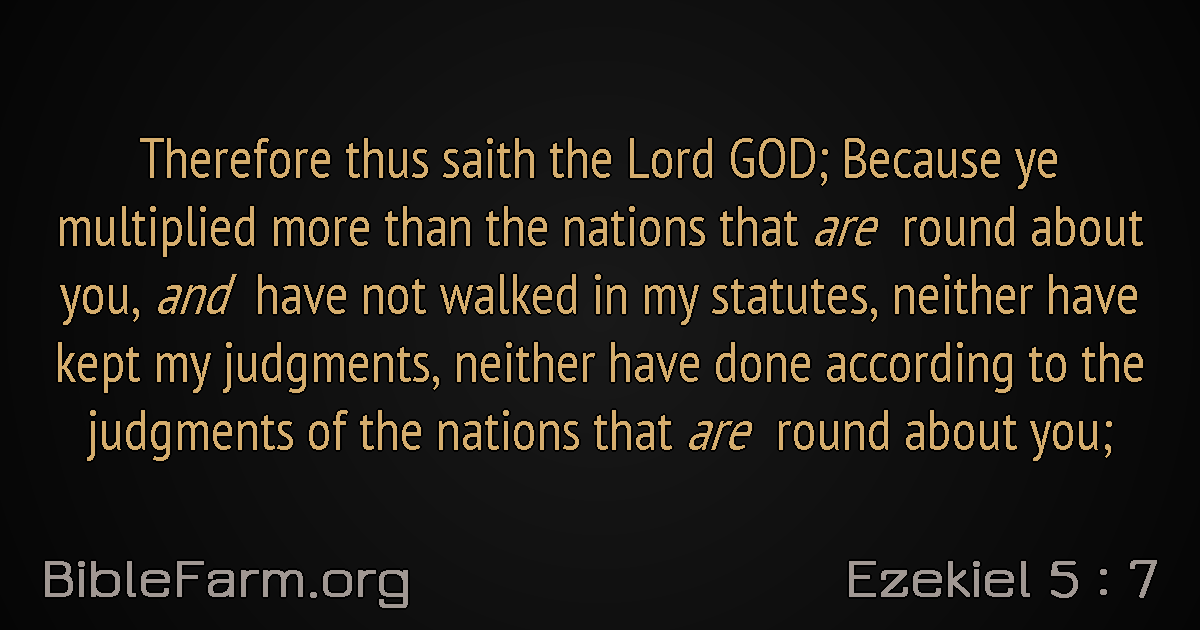 Therefore thus saith the Lord GOD; Because ye
multiplied more than the nations that are round about
you, and have not walked in my statutes, neither have
kept my judgments, neither have done according to the
judgments of the nations that are round about you;
BibleFarm.org
Ezekiel 5 : 7